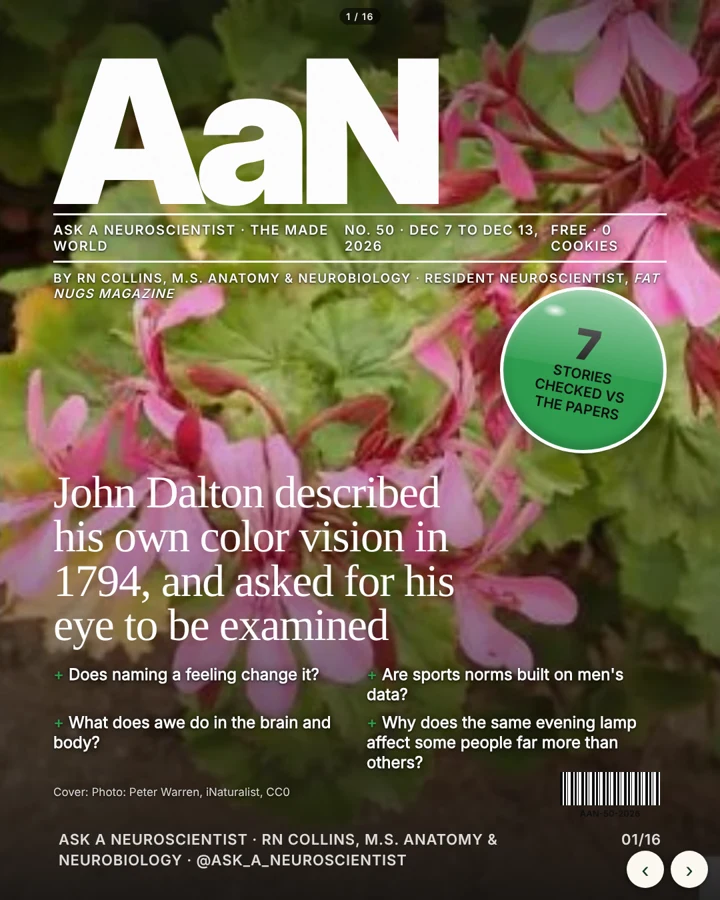 1 / 16
AaN
ASK A NEUROSCIENTIST · THE MADE WORLD
NO. 50 · DEC 7 TO DEC 13, 2026
FREE · 0 COOKIES
BY RN COLLINS, M.S. ANATOMY & NEUROBIOLOGY · RESIDENT NEUROSCIENTIST, FAT
NUGS MAGAZINE
7
STORIES
CHECKED VS
THE PAPERS
John Dalton described
his own color vision in
1794, and asked for his
eye to be examined
+ Does naming a feeling change it?
+ Are sports norms built on men's
data?
+ What does awe do in the brain and
body?
+ Why does the same evening lamp
affect some people far more than
others?
Cover: Photo: Peter Warren, iNaturalist, CC0
AAN-50-2026
ASK A NEUROSCIENTIST · RN COLLINS, M.S. ANATOMY &
NEUROBIOLOGY · @ASK_A_NEUROSCIENTIST
01/16
‹ ›